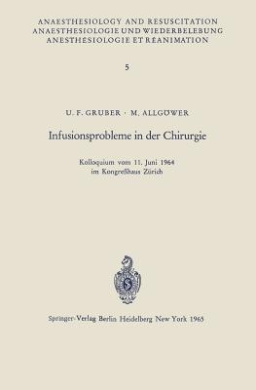 ANAESTHESIOLOGY AND RESUSCITATION
ANAESTHESIOLOGIE UND WIEDERBELEBUNG
ANESTHESIOLOGIE ET REANIMATION
5
U. F. GRUBER · M. ALLGÖWER
Infusionsprobleme in der Chirurgie
Kolloquium vom 11. Juni 1964
im Kongreßhaus Zürich
Springer-Verlag Berlin Heidelberg New York 1965